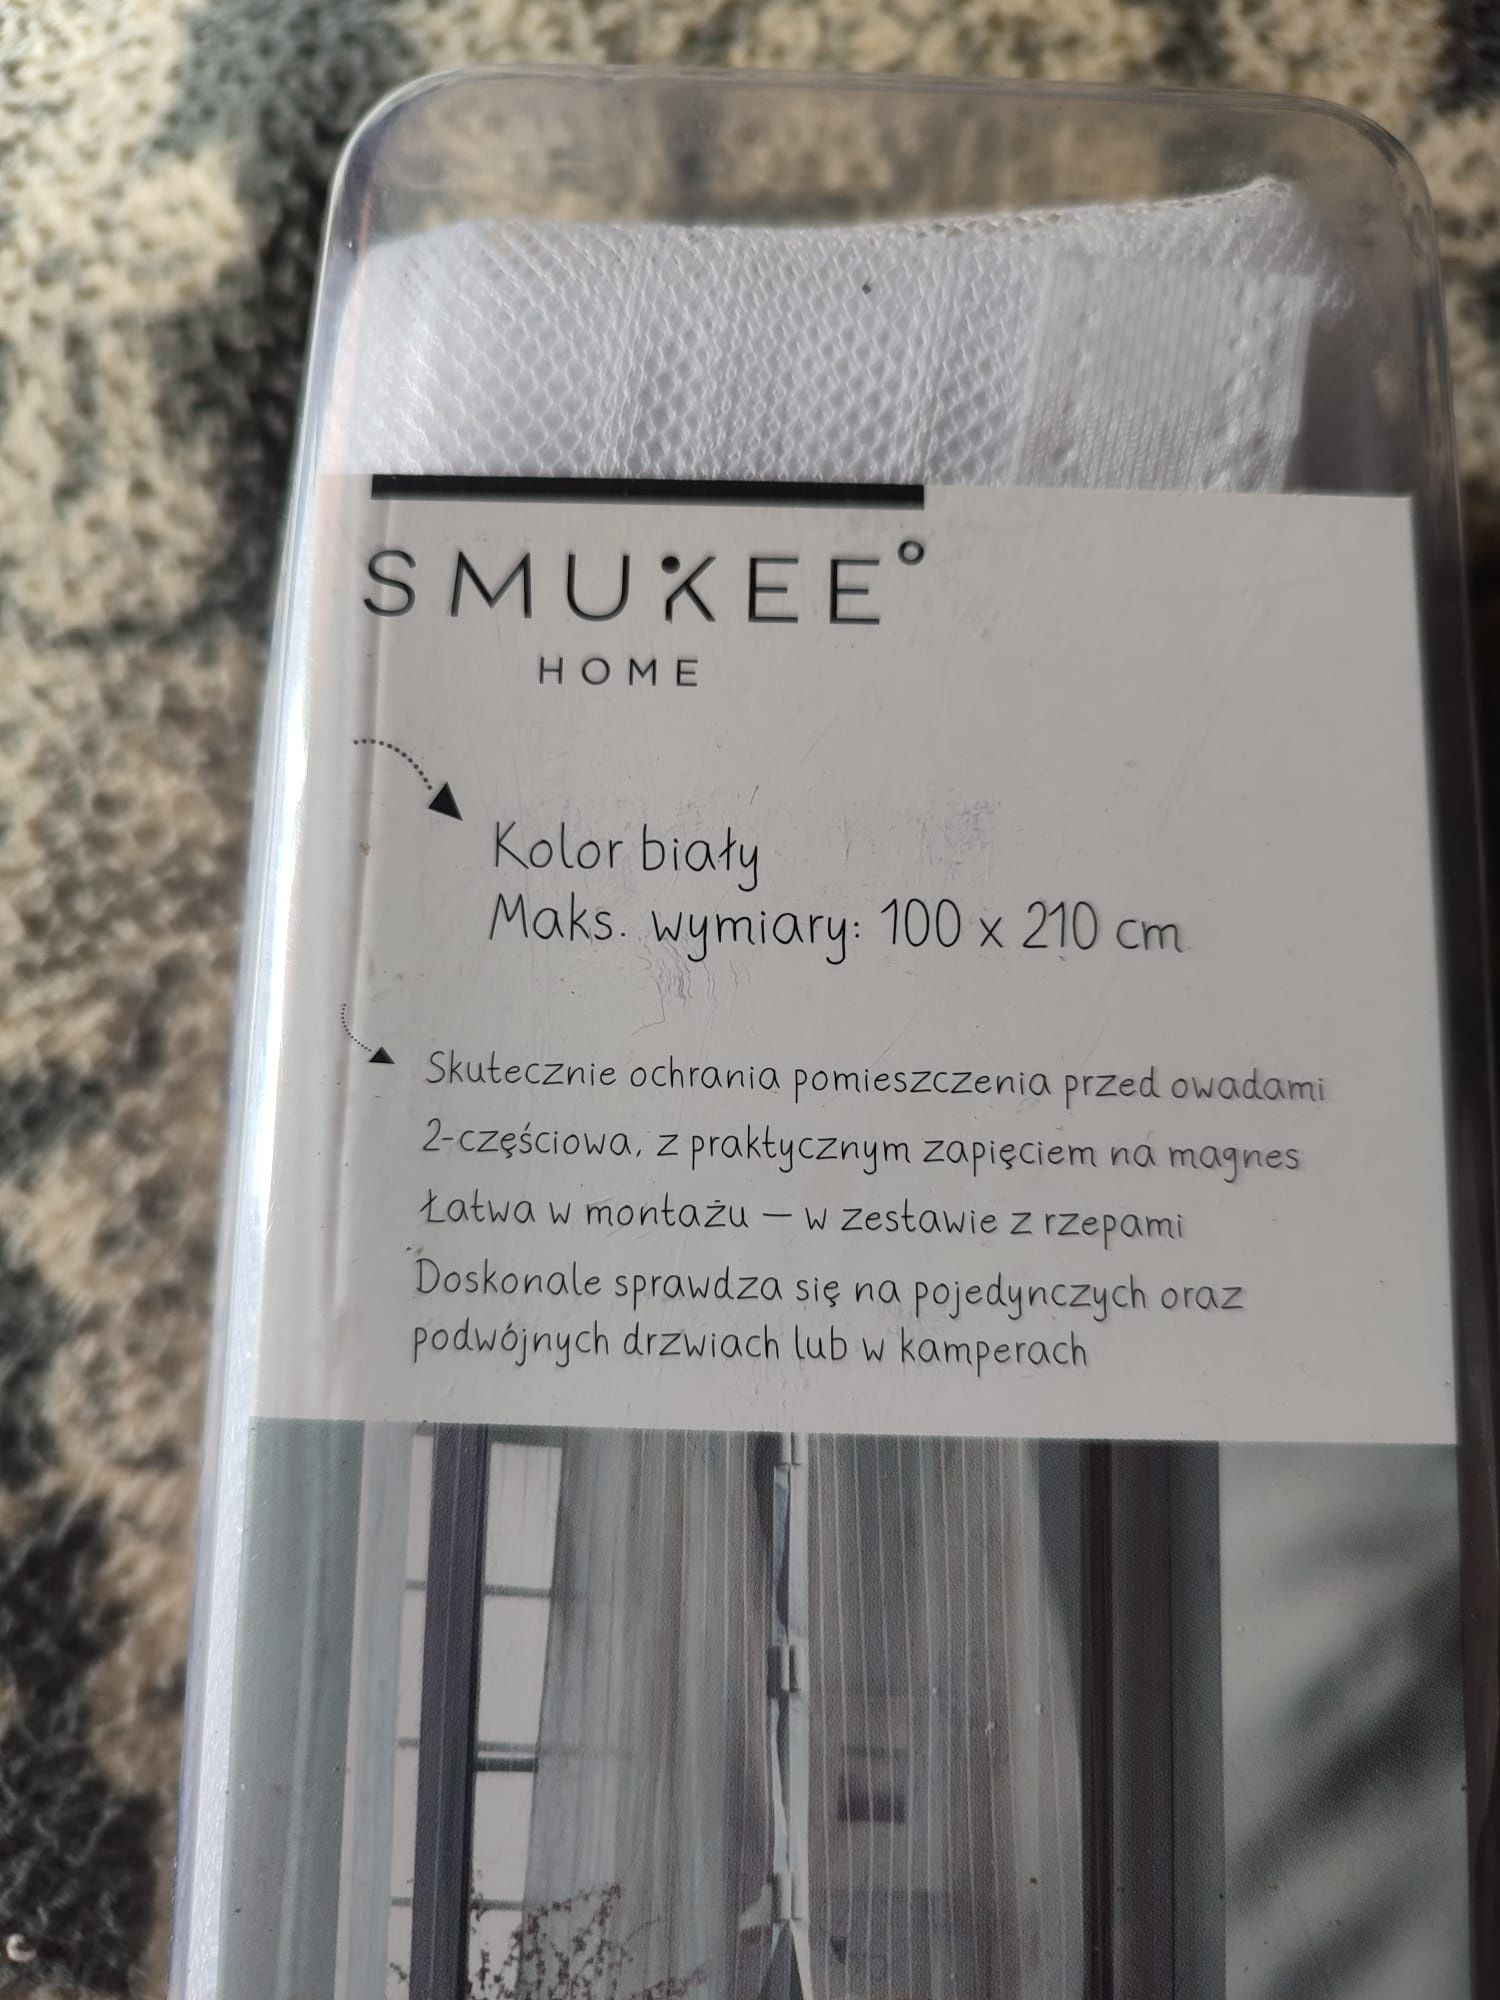 SMUKEE°
HOME
Kolor biały
Maks. wymiary: 100 x 210 cm
Skutecznie ochrania pomieszczenia przed owadami
2-częściowa, z praktycznym zapięciem na magnes
Łatwa w montażu – w zestawie z rzepami
Doskonale sprawdza się na pojedynczych oraz
podwójnych drzwiach lub w kamperach